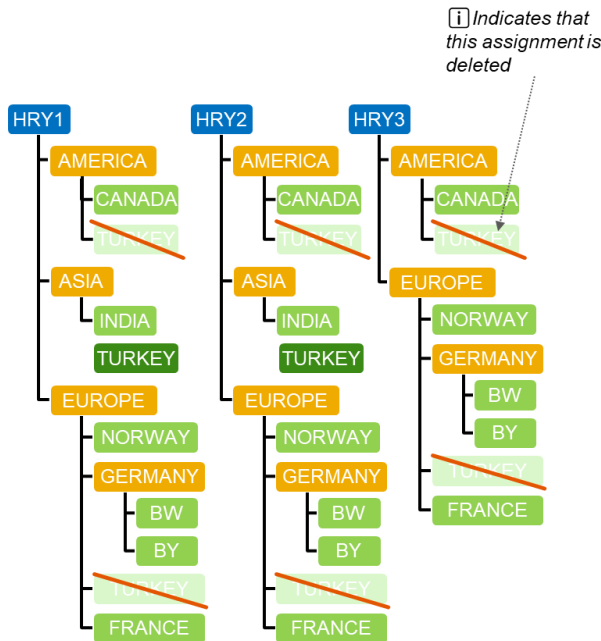 i Indicates that
this assignment is
deleted
HRY1
AMERICA
CANADA
TURKEY
ASIA
INDIA
TURKEY
EUROPE
NORWAY
GERMANY
BW
BY
TURKEY
FRANCE
HRY2
AMERICA
CANADA
TURKEY
ASIA
INDIA
TURKEY
EUROPE
NORWAY
GERMANY
BW
BY
TURKEY
FRANCE
HRY3
AMERICA
CANADA
TURKEY
EUROPE
NORWAY
GERMANY
BW
BY
TURKEY
FRANCE